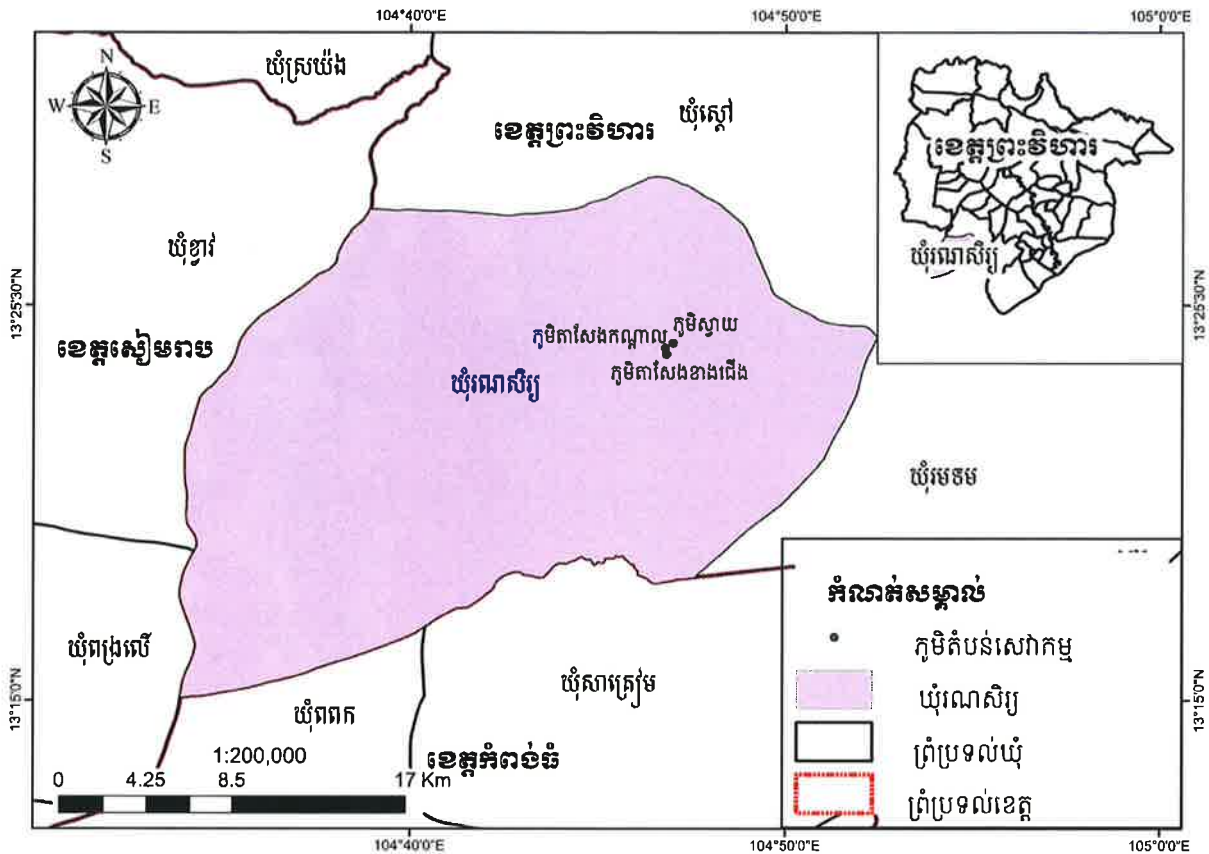 104°40'0"E
104°50'0"E
105°0'0"E
N
W
E
S
ឃុំស្រយ៉ង
ខេត្តព្រះវិហារ
ឃុំស្តៅ
ខេត្តព្រះវិហារ
ឃុំរណសិរ្ស
ឃុំខ្វាវ
13°25'30"N
13°25'30"N
ខេត្តសៀមរាប
ភូមិតាសែងកណ្តាល
ភូមិស្វាយ
ភូមិតាសែងខាងជើង
ឃុំរណសិរ្ស
ឃុំរមទម
ឃុំពង្រលើ
ឃុំសាគ្រៀម
ឃុំពពក
ខេត្តកំពង់ធំ
13°15'0"N
13°15'0"N
កំណត់សម្គាល់
ភូមិតំបន់សេវាកម្ម
ឃុំរណសិរ្ស
ព្រំប្រទល់ឃុំ
ព្រំប្រទល់ខេត្ត
1:200,000
0 4.25 8.5 17 Km
104°40'0"E
104°50'0"E
105°0'0"E